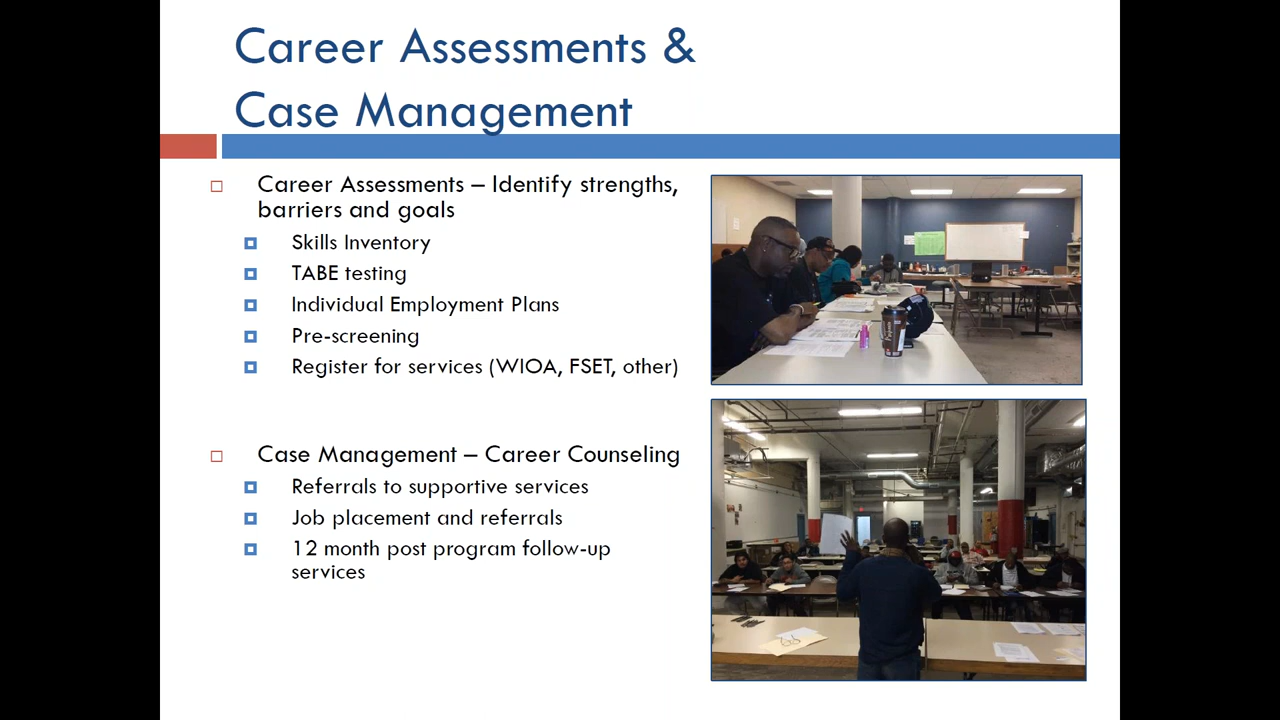 Career Assessments &
Case Management
Career Assessments – Identify strengths,
barriers and goals
Skills Inventory
TABE testing
Individual Employment Plans
Pre-screening
Register for services (WIOA, FSET, other)
Case Management – Career Counseling
Referrals to supportive services
Job placement and referrals
12 month post program follow-up
services